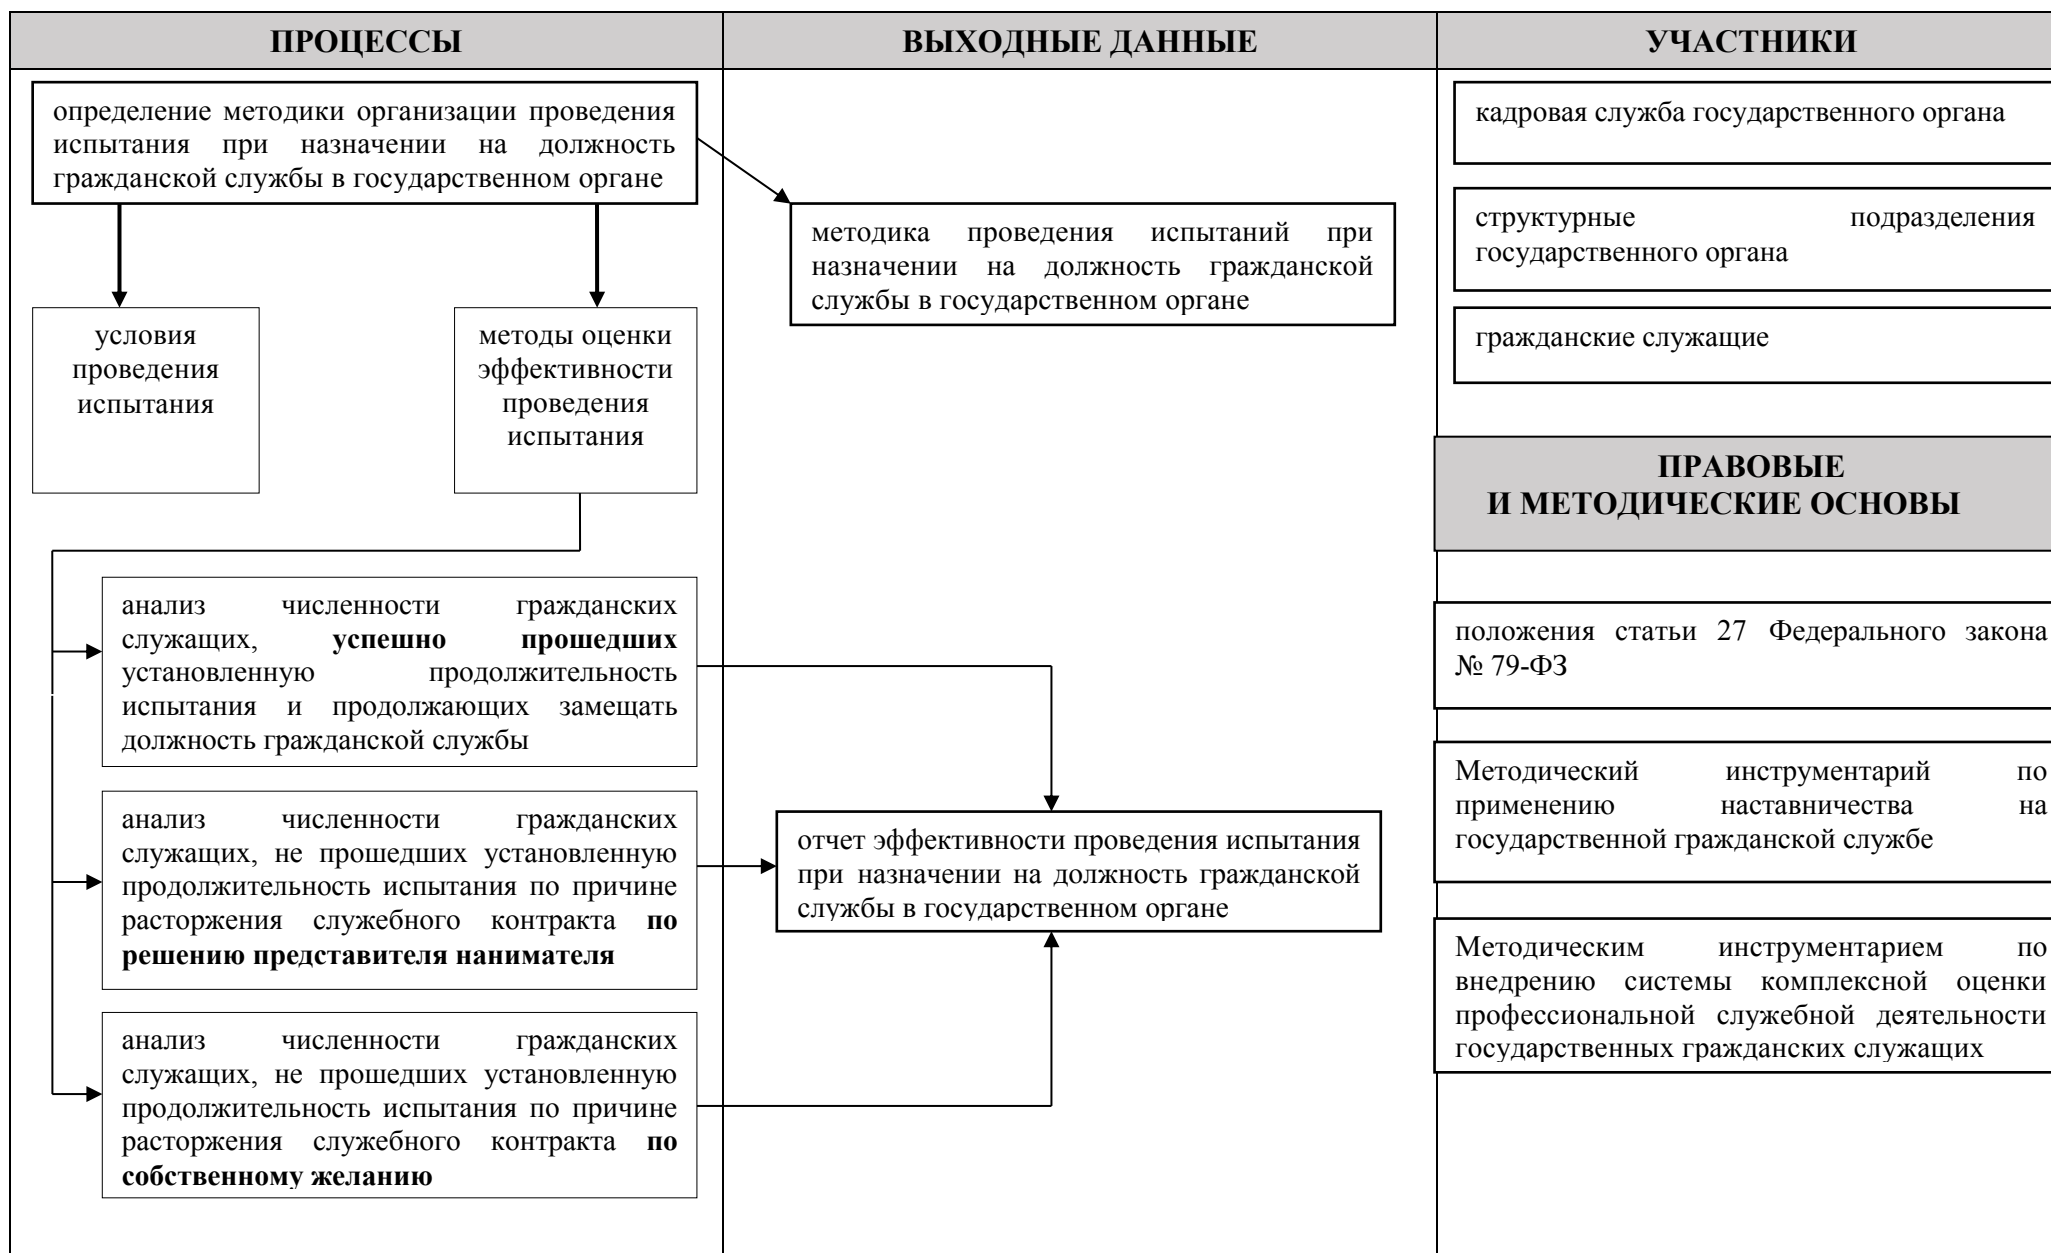 ПРОЦЕССЫ
ВЫХОДНЫЕ ДАННЫЕ
УЧАСТНИКИ
определение методики организации проведения
испытания при назначении на должность
гражданской службы в государственном органе
условия
проведения
испытания
методы оценки
эффективности
проведения
испытания
анализ численности гражданских
служащих, успешно прошедших
установленную продолжительность
испытания и продолжающих замещать
должность гражданской службы
анализ численности гражданских
служащих, не прошедших установленную
продолжительность испытания по причине
расторжения служебного контракта по
решению представителя нанимателя
анализ численности гражданских
служащих, не прошедших установленную
продолжительность испытания по причине
расторжения служебного контракта по
собственному желанию
методика проведения испытаний при
назначении на должность гражданской
службы в государственном органе
отчет эффективности проведения испытания
при назначении на должность гражданской
службы в государственном органе
кадровая служба государственного органа
структурные подразделения
государственного органа
гражданские служащие
ПРАВОВЫЕ
И МЕТОДИЧЕСКИЕ ОСНОВЫ
положения статьи 27 Федерального закона
№ 79-ФЗ
Методический инструментарий по
применению наставничества на
государственной гражданской службе
Методическим инструментарием по
внедрению системы комплексной оценки
профессиональной служебной деятельности
государственных гражданских служащих